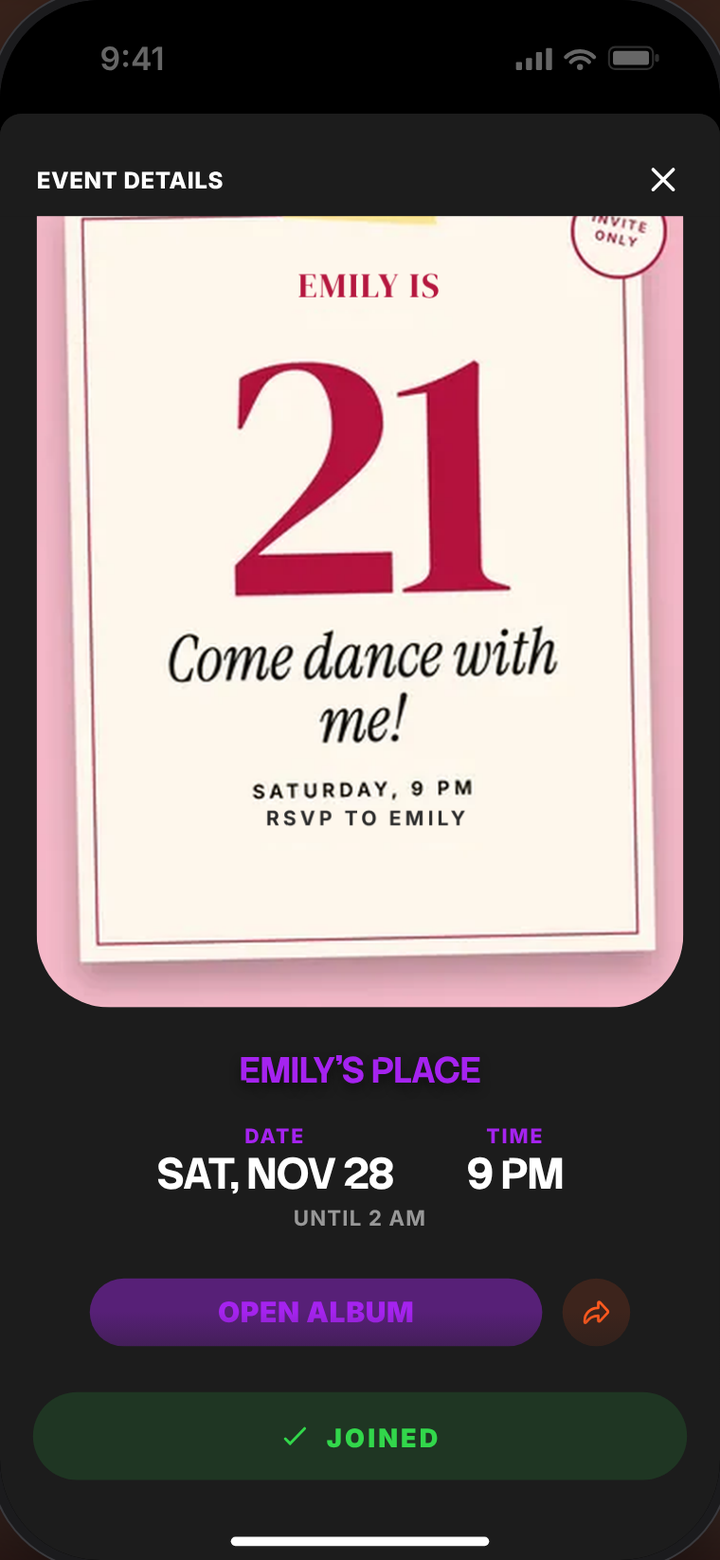 9:41
EVENT DETAILS
INVITE
ONLY
EMILY IS
21
Come dance with
me!
SATURDAY, 9 PM
RSVP TO EMILY
EMILY’S PLACE
DATE
TIME
SAT, NOV 28
9 PM
UNTIL 2 AM
OPEN ALBUM
JOINED